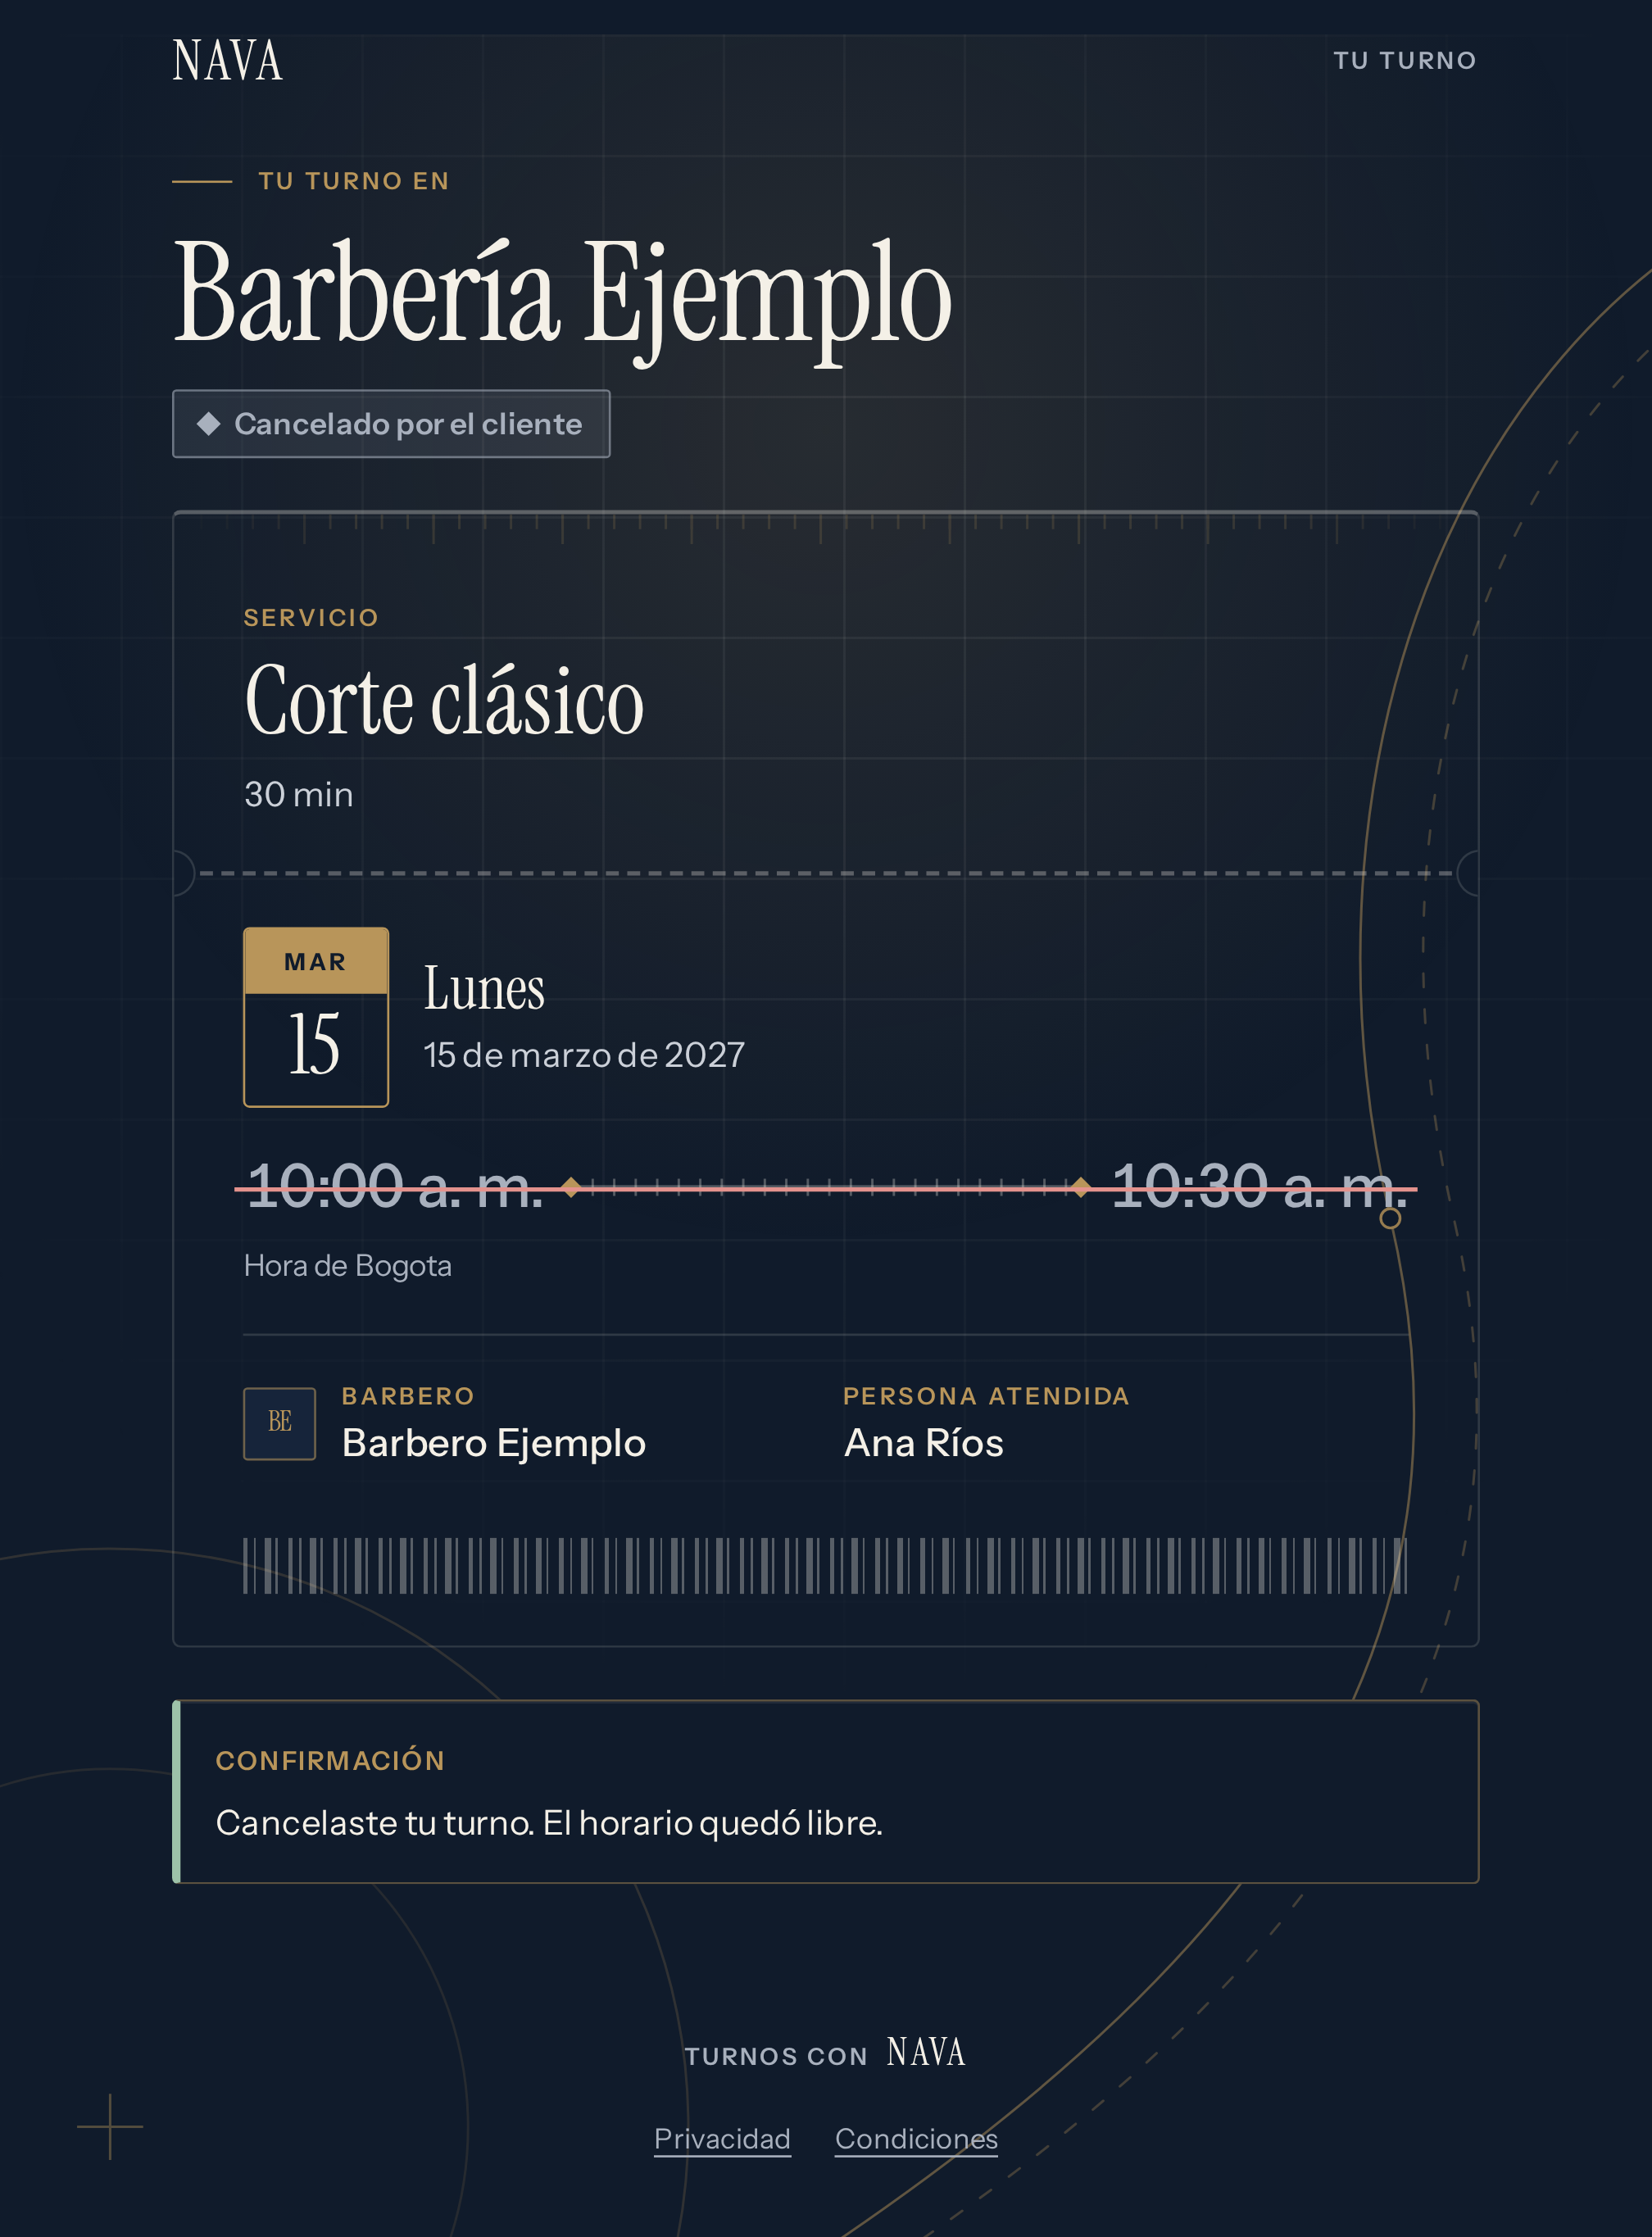 NAVA
TU TURNO
TU TURNO EN
Barbería Ejemplo
Cancelado por el cliente
SERVICIO
Corte clásico
30 min
MAR
15
Lunes
15 de marzo de 2027
10:00 a. m.
10:30 a. m.
Hora de Bogota
BE
BARBERO
Barbero Ejemplo
PERSONA ATENDIDA
Ana Ríos
CONFIRMACIÓN
Cancelaste tu turno. El horario quedó libre.
TURNOS CON NAVA
Privacidad
Condiciones